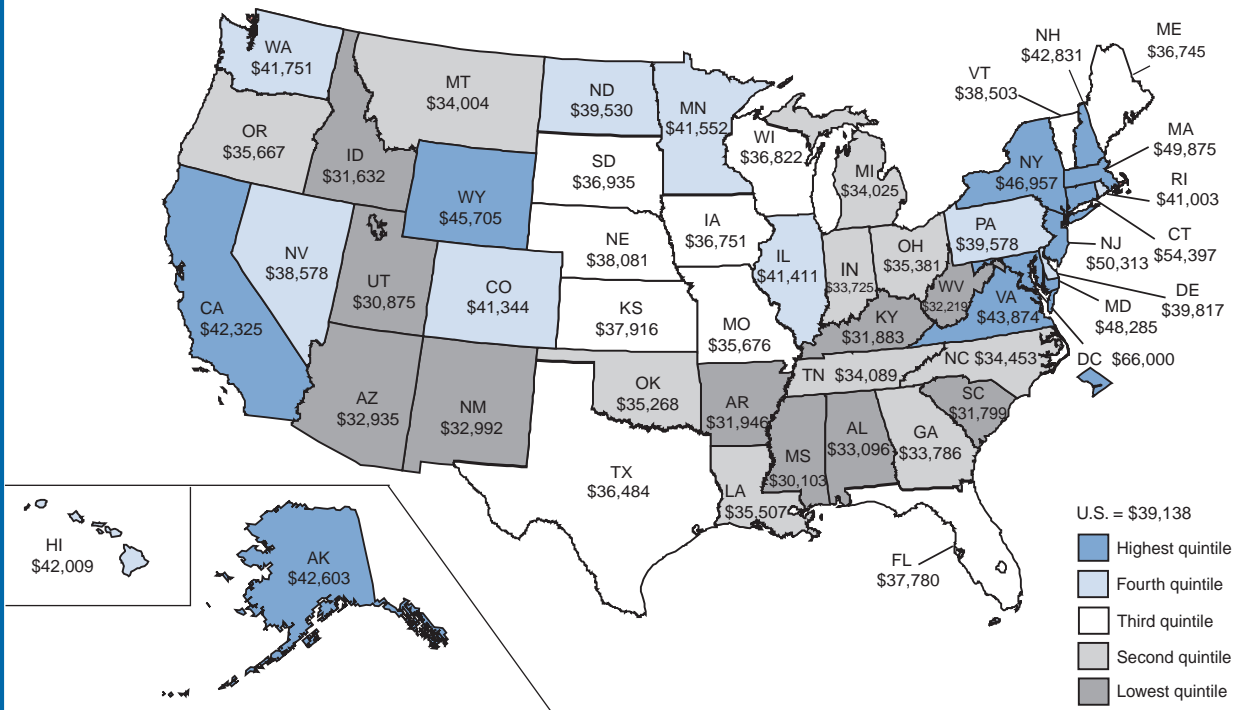 WA
$41,751
OR
$35,667
CA
$42,325
NV
$38,578
ID
$31,632
MT
$34,004
WY
$45,705
UT
$30,875
CO
$41,344
AZ
$32,935
NM
$32,992
ND
$39,530
SD
$36,935
NE
$38,081
KS
$37,916
OK
$35,268
TX
$36,484
MN
$41,552
IA
$36,751
MO
$35,676
AR
$31,946
LA
$35,507
WI
$36,822
IL
$41,411
MI
$34,025
IN
$33,725
OH
$35,381
KY
$31,883
TN $34,089
MS
$30,103
AL
$33,096
GA
$33,786
FL
$37,780
SC
$31,799
NC $34,453
WV
$32,219
VA
$43,874
PA
$39,578
NY
$46,957
VT
$38,503
NH
$42,831
ME
$36,745
MA
$49,875
RI
$41,003
CT
$54,397
NJ
$50,313
DE
$39,817
MD
$48,285
DC $66,000
HI
$42,009
AK
$42,603
U.S. = $39,138
Highest quintile
Fourth quintile
Third quintile
Second quintile
Lowest quintile